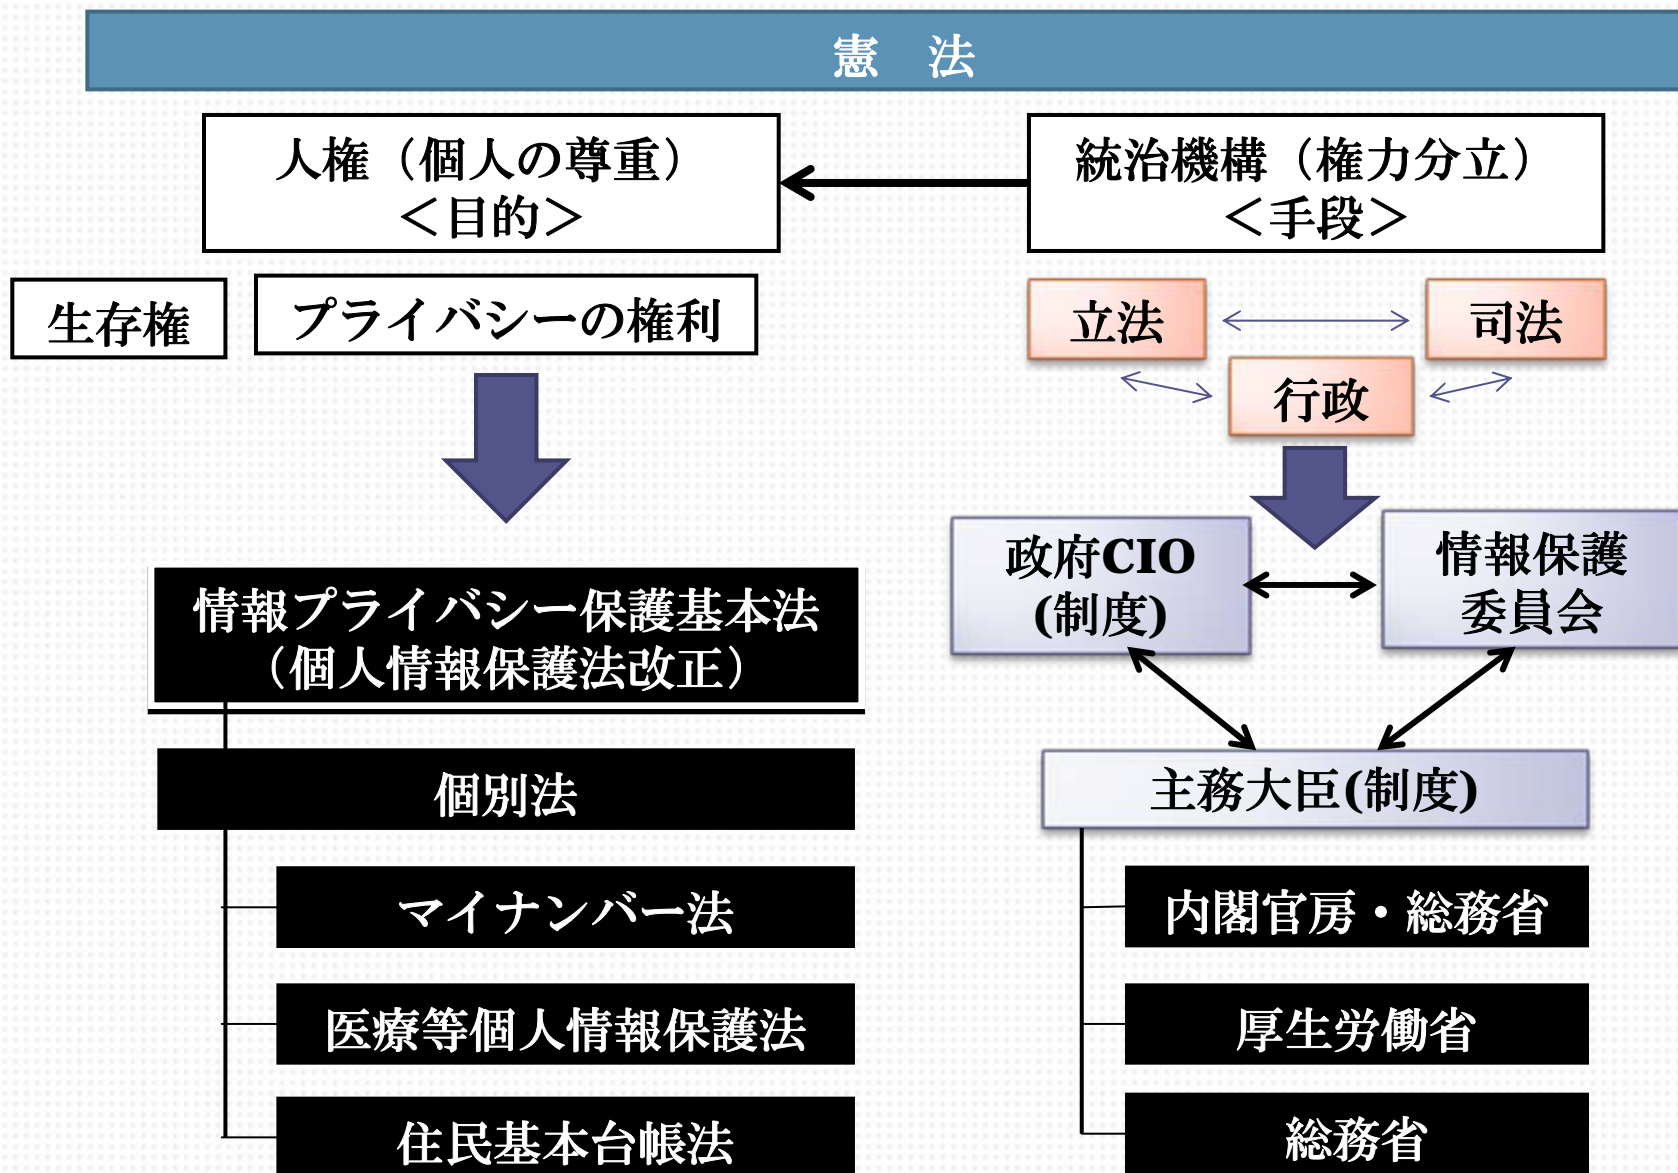 憲　法
人権（個人の尊重）
＜目的＞
統治機構（権力分立）
＜手段＞
生存権
プライバシーの権利
立法
司法
行政
政府CIO
(制度)
情報保護
委員会
情報プライバシー保護基本法
（個人情報保護法改正）
主務大臣(制度)
個別法
マイナンバー法
内閣官房・総務省
医療等個人情報保護法
厚生労働省
住民基本台帳法
総務省